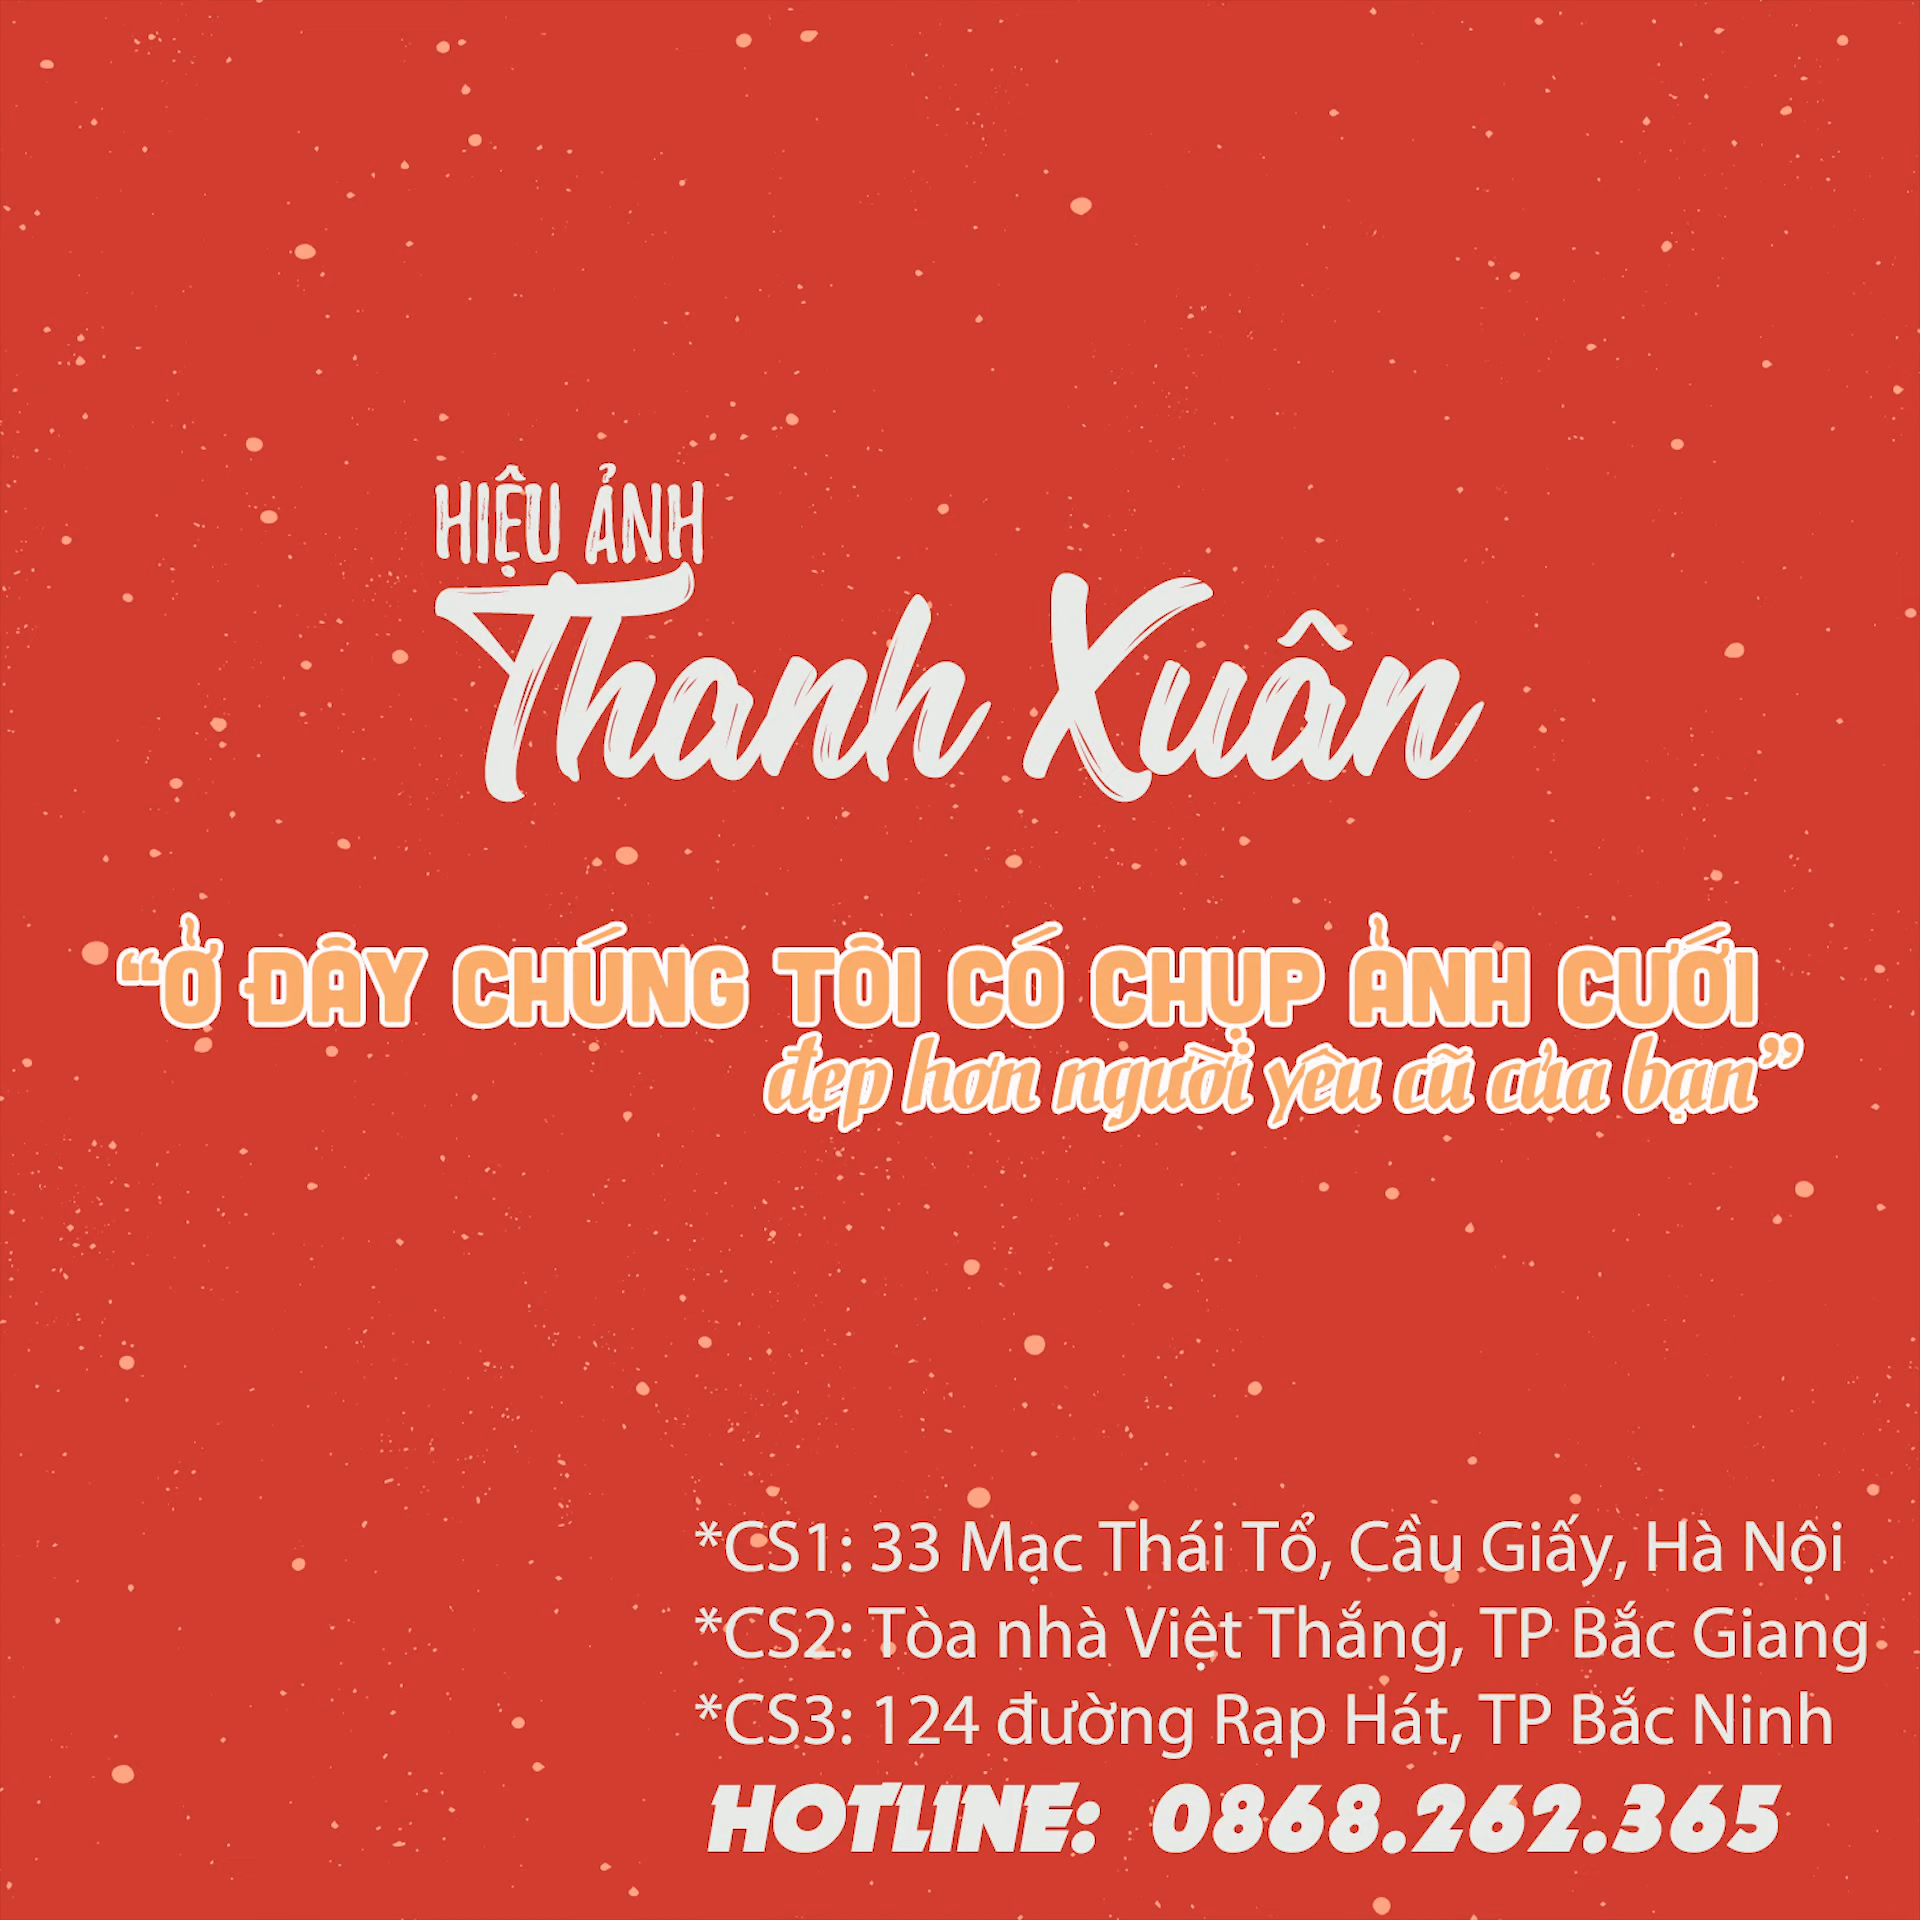 HIỆU ẢNH
Thanh Xuân
“Ở ĐÂY CHÚNG TÔI CÓ CHỤP ẢNH CƯỚI
đẹp hơn người yêu cũ của bạn”
*CS1: 33 Mạc Thái Tổ, Cầu Giấy, Hà Nội
*CS2: Tòa nhà Việt Thắng, TP Bắc Giang
*CS3: 124 đường Rạp Hát, TP Bắc Ninh
HOTLINE: 0868.262.365